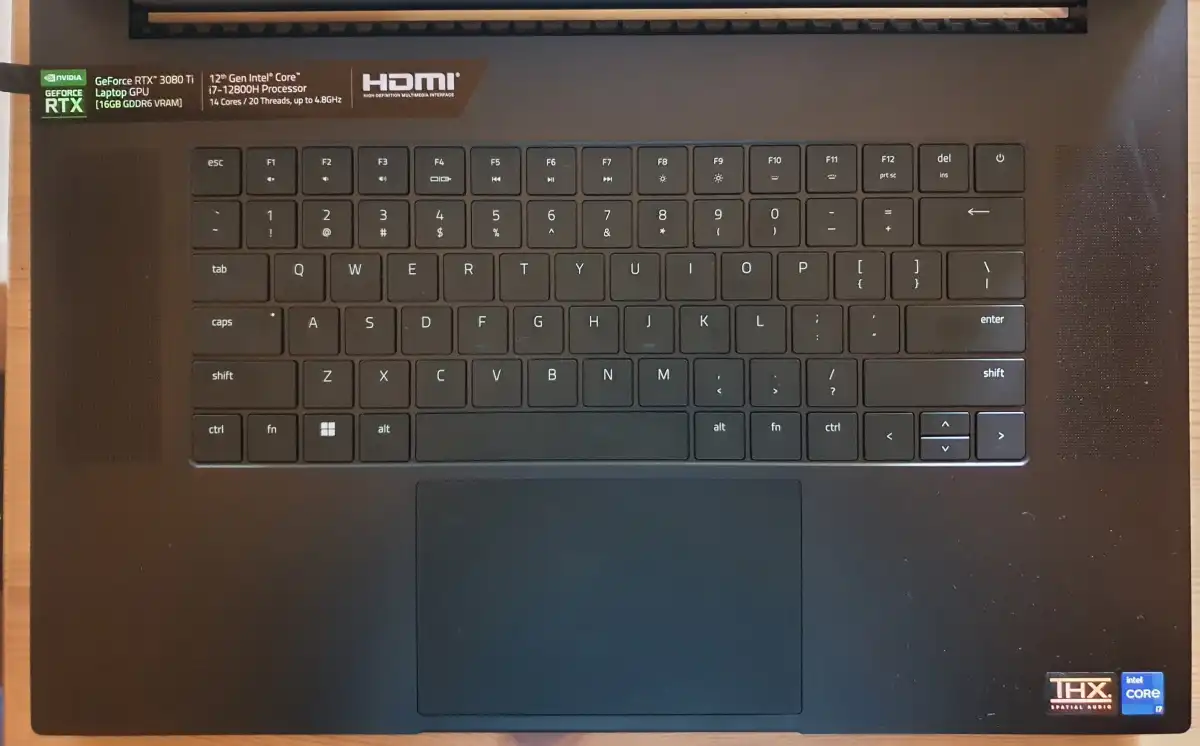 NVIDIA
GEFORCE
RTX
GeForce RTX™ 3080 Ti
Laptop GPU
[16GB GDDR6 VRAM]
12th Gen Intel® Core™
i7-12800H Processor
14 Cores / 20 Threads, up to 4.8GHz
HDMI®
HIGH-DEFINITION MULTIMEDIA INTERFACE
esc F1 F2 F3 F4 F5 F6 F7 F8 F9 F10 F11 F12 del
prt sc ins
` 1 2 3 4 5 6 7 8 9 0 - = ←
~ ! @ # $ % ^ & * ( ) _ +
tab Q W E R T Y U I O P [ ] \
{ } |
caps A S D F G H J K L ; ' enter
: "
shift Z X C V B N M , . / shift
< > ?
ctrl fn alt alt fn ctrl < ^ >
v
THX.
SPATIAL AUDIO
intel
CORE
i7